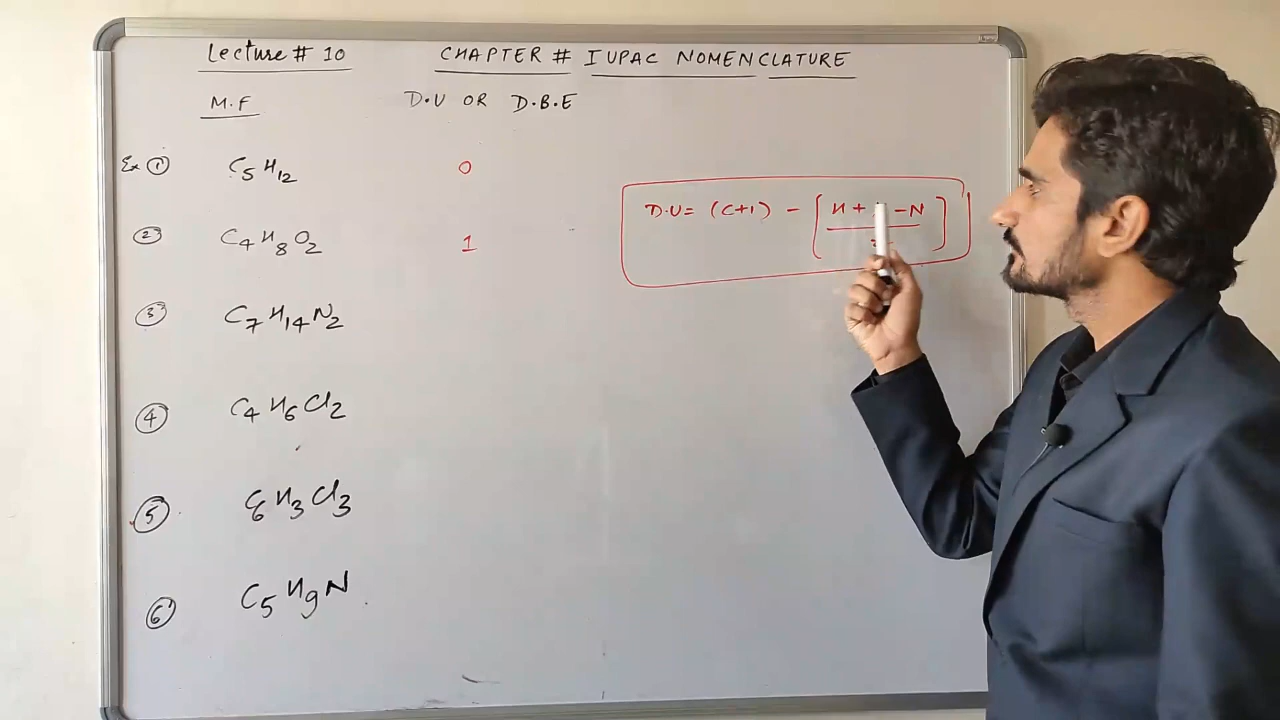 Lecture # 10 CHAPTER # IUPAC NOMENCLATURE
M.F D.U OR D.B.E
Ex ① C5H12 0
② C4H8O2 1
D.U = (C+1) - [H + -N]
③ C7H14N2
④ C4H6Cl2
⑤ H3Cl3
⑥ C5H9N